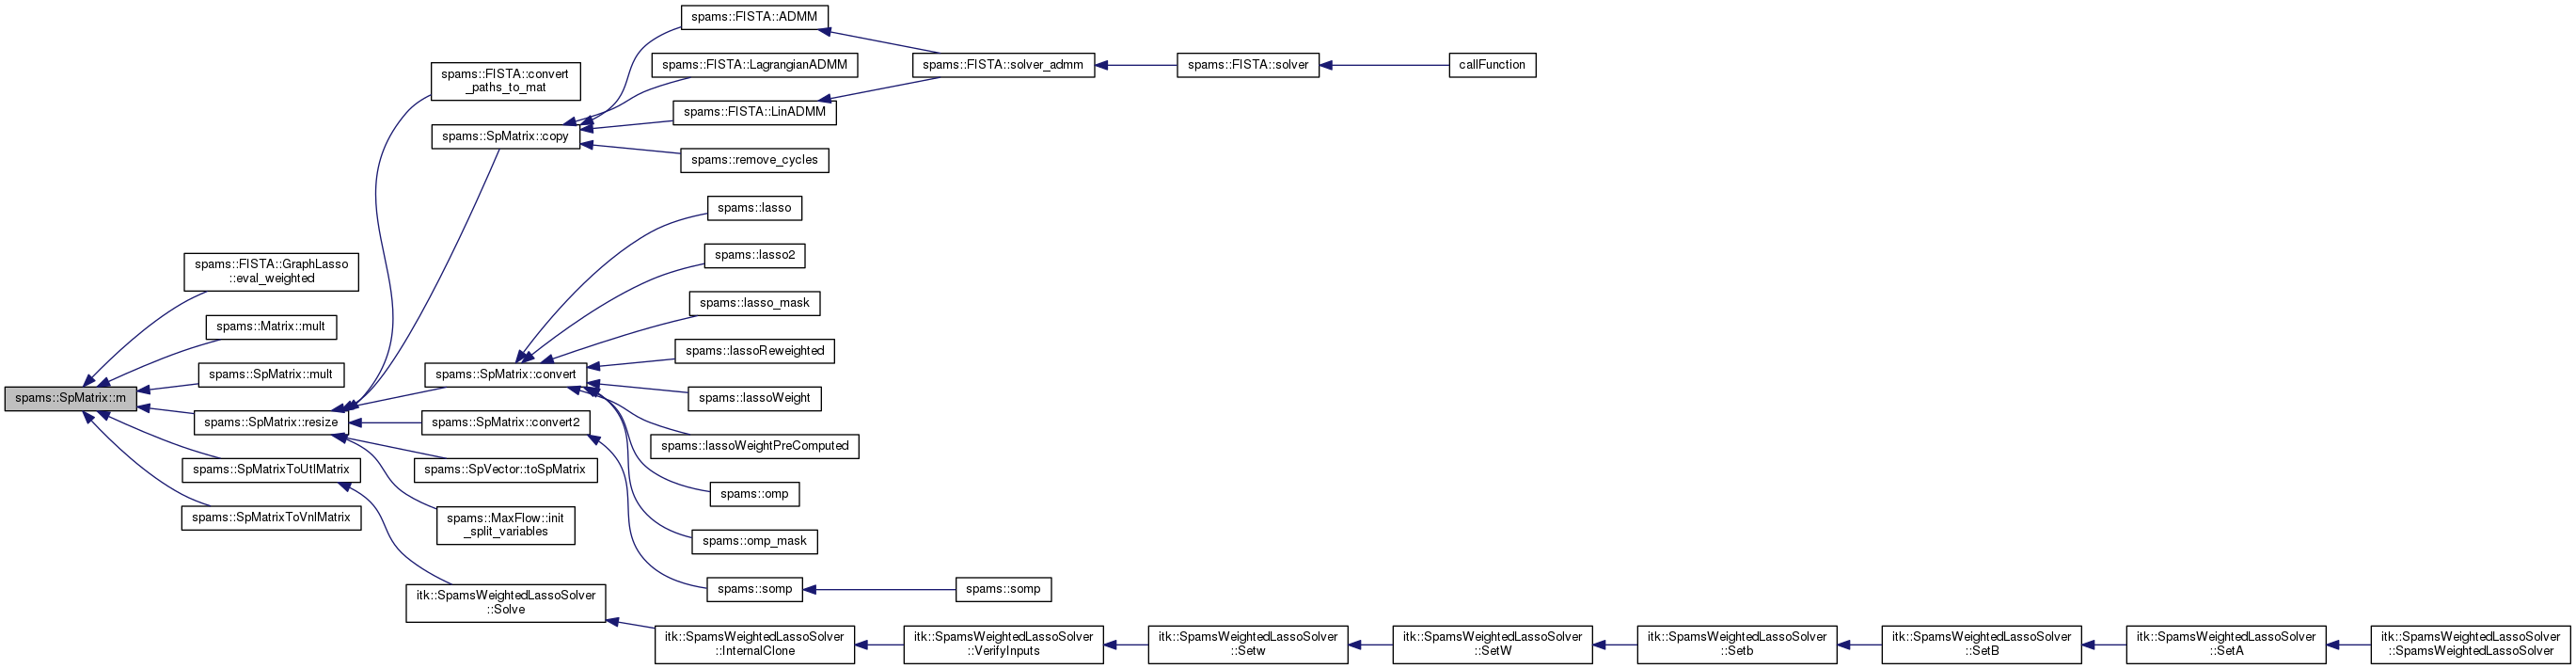 spams::SpMatrix::m
spams::FISTA::GraphLasso
::eval_weighted
spams::Matrix::mult
spams::SpMatrix::mult
spams::SpMatrix::resize
spams::SpMatrixToUtlMatrix
spams::SpMatrixToVnlMatrix
spams::FISTA::convert
_paths_to_mat
spams::SpMatrix::copy
spams::SpMatrix::convert
spams::SpMatrix::convert2
spams::SpVector::toSpMatrix
spams::MaxFlow::init
_split_variables
itk::SpamsWeightedLassoSolver
::Solve
spams::FISTA::ADMM
spams::FISTA::LagrangianADMM
spams::FISTA::LinADMM
spams::remove_cycles
spams::lasso
spams::lasso2
spams::lasso_mask
spams::lassoReweighted
spams::lassoWeight
spams::lassoWeightPreComputed
spams::omp
spams::omp_mask
spams::somp
spams::somp
spams::FISTA::solver_admm
spams::FISTA::solver
callFunction
itk::SpamsWeightedLassoSolver
::InternalClone
itk::SpamsWeightedLassoSolver
::VerifyInputs
itk::SpamsWeightedLassoSolver
::Setw
itk::SpamsWeightedLassoSolver
::SetW
itk::SpamsWeightedLassoSolver
::Setb
itk::SpamsWeightedLassoSolver
::SetB
itk::SpamsWeightedLassoSolver
::SetA
itk::SpamsWeightedLassoSolver
::SpamsWeightedLassoSolver